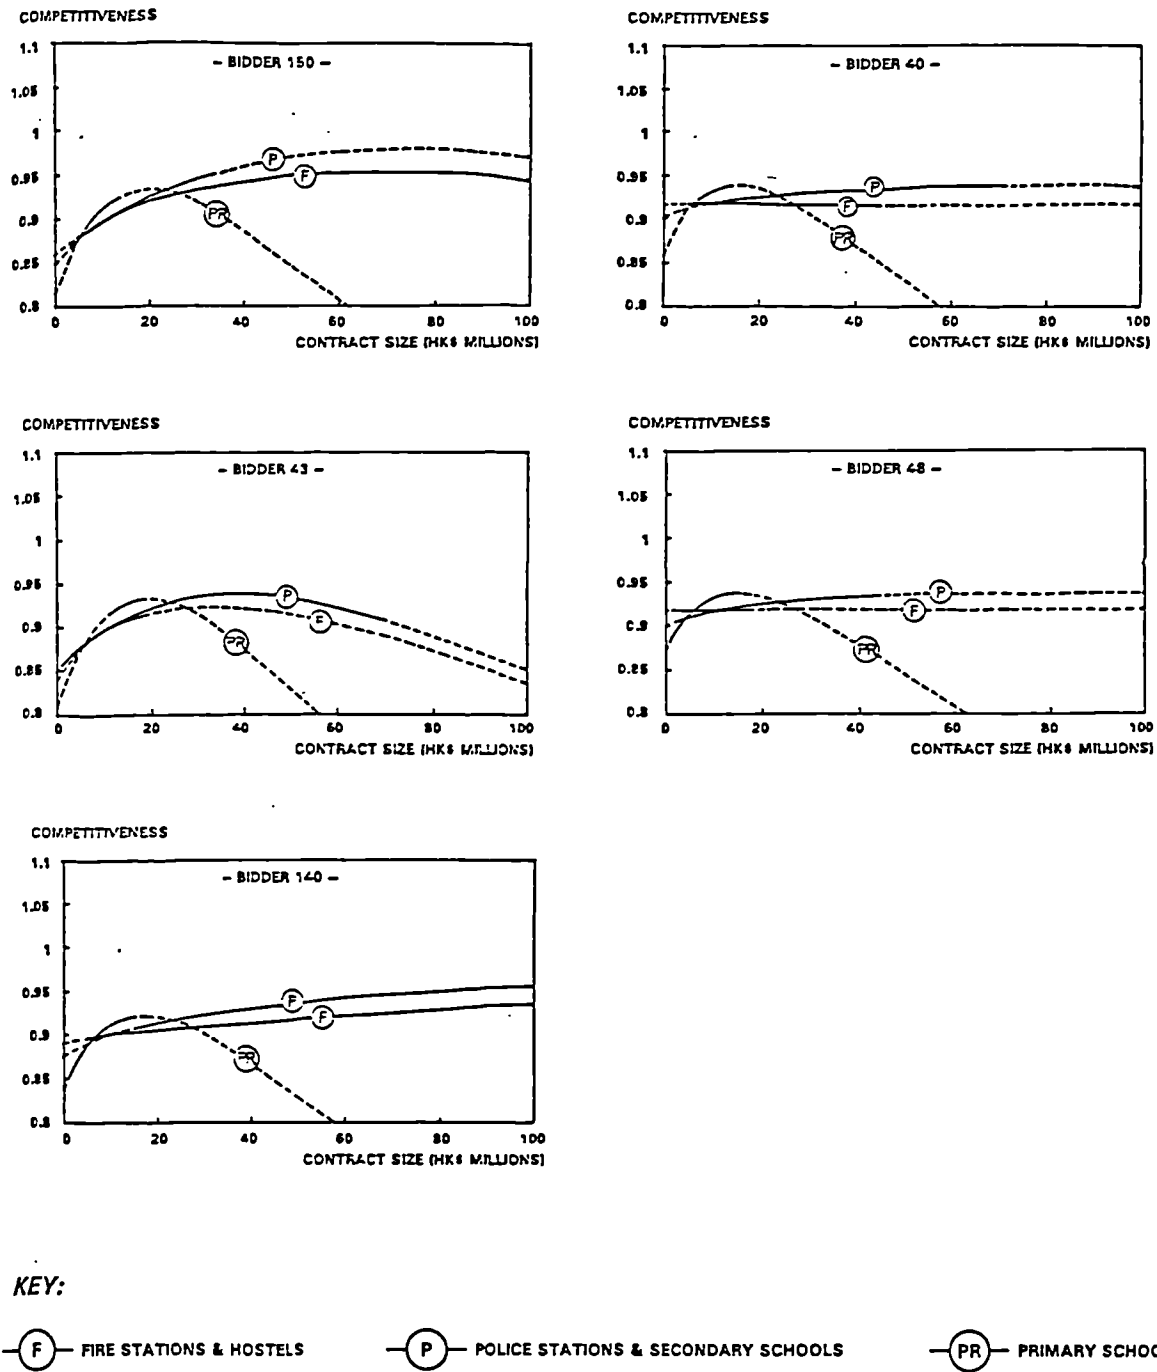 COMPETITIVENESS
1.1
1.05
1
0.95
0.9
0.85
0.8
– BIDDER 150 –
P
F
PR
0 20 40 60 80 100
CONTRACT SIZE (HK$ MILLIONS)
COMPETITIVENESS
1.1
1.05
1
0.95
0.9
0.85
0.8
– BIDDER 40 –
P
F
PR
0 20 40 60 80 100
CONTRACT SIZE (HK$ MILLIONS)
COMPETITIVENESS
1.1
1.05
1
0.95
0.9
0.85
0.8
– BIDDER 43 –
P
F
PR
0 20 40 60 80 100
CONTRACT SIZE (HK$ MILLIONS)
COMPETITIVENESS
1.1
1.05
1
0.95
0.9
0.85
0.8
– BIDDER 48 –
P
F
PR
0 20 40 60 80 100
CONTRACT SIZE (HK$ MILLIONS)
COMPETITIVENESS
1.1
1.05
1
0.95
0.9
0.85
0.8
– BIDDER 140 –
F
F
PR
0 20 40 60 80 100
CONTRACT SIZE (HK$ MILLIONS)
KEY:
F FIRE STATIONS & HOSTELS P POLICE STATIONS & SECONDARY SCHOOLS PR PRIMARY SCHOO